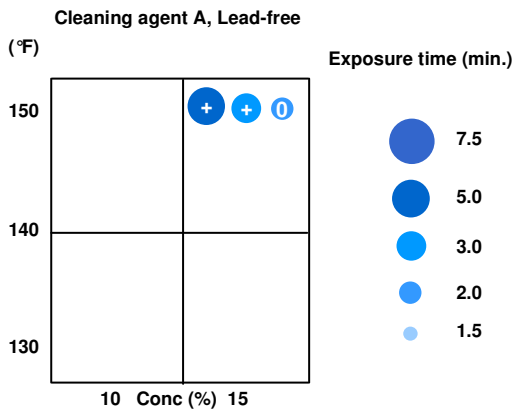 Cleaning agent A, Lead-free
(°F)
Exposure time (min.)
150
+ + 0
7.5
5.0
140
3.0
2.0
130
1.5
10 Conc (%) 15